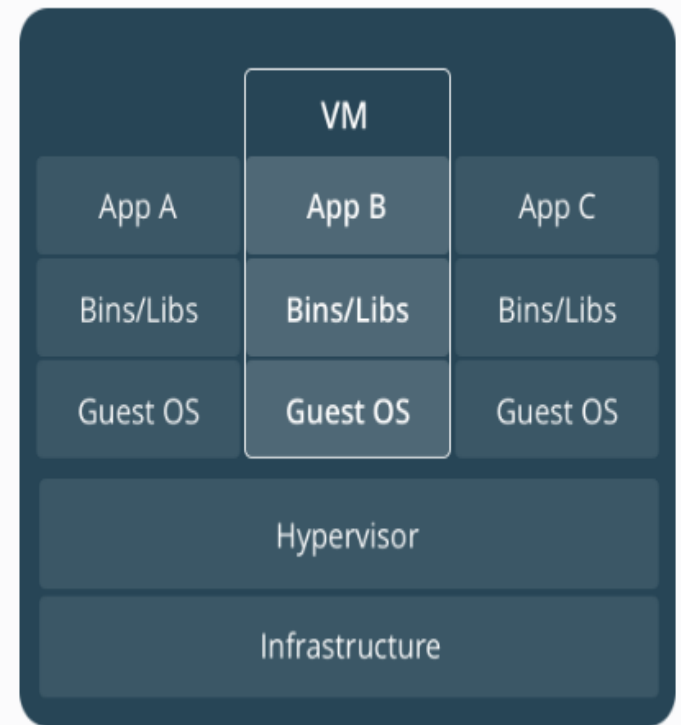 VM
App A App B App C
Bins/Libs Bins/Libs Bins/Libs
Guest OS Guest OS Guest OS
Hypervisor
Infrastructure